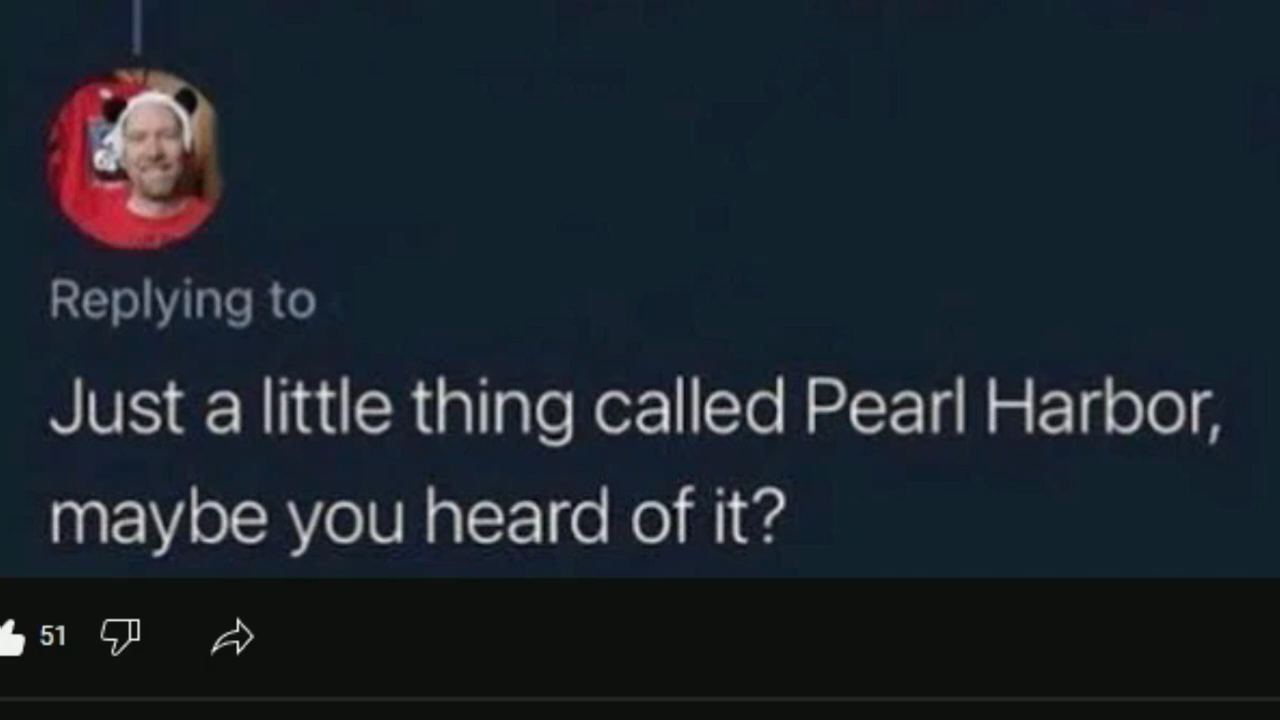 Replying to
Just a little thing called Pearl Harbor,
maybe you heard of it?
51